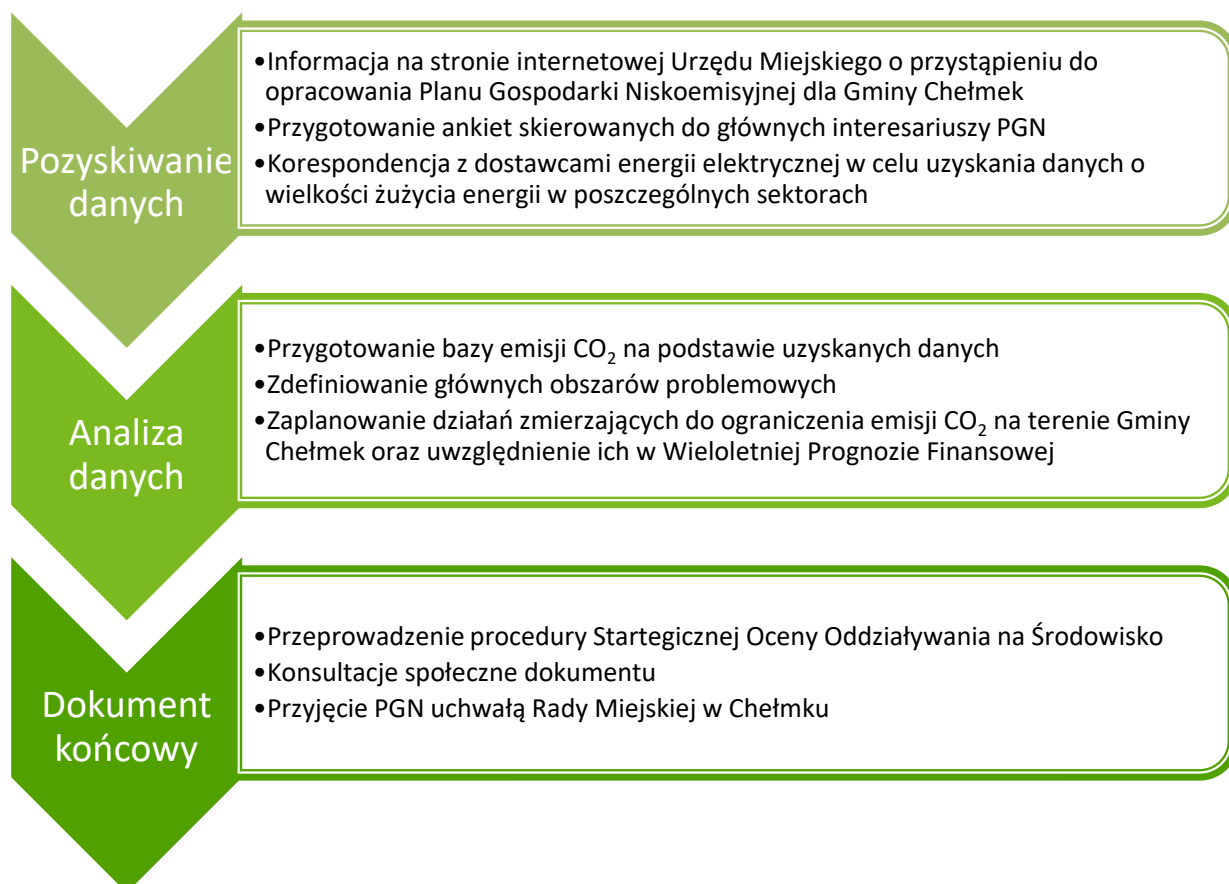 Pozyskiwanie
danych
•Informacja na stronie internetowej Urzędu Miejskiego o przystąpieniu do
opracowania Planu Gospodarki Niskoemisyjnej dla Gminy Chełmek
•Przygotowanie ankiet skierowanych do głównych interesariuszy PGN
•Korespondencja z dostawcami energii elektrycznej w celu uzyskania danych o
wielkości żużycia energii w poszczególnych sektorach
Analiza
danych
•Przygotowanie bazy emisji CO₂ na podstawie uzyskanych danych
•Zdefiniowanie głównych obszarów problemowych
•Zaplanowanie działań zmierzających do ograniczenia emisji CO₂ na terenie Gminy
Chełmek oraz uwzględnienie ich w Wieloletniej Prognozie Finansowej
Dokument
końcowy
•Przeprowadzenie procedury Startegicznej Oceny Oddziaływania na Środowisko
•Konsultacje społeczne dokumentu
•Przyjęcie PGN uchwałą Rady Miejskiej w Chełmku